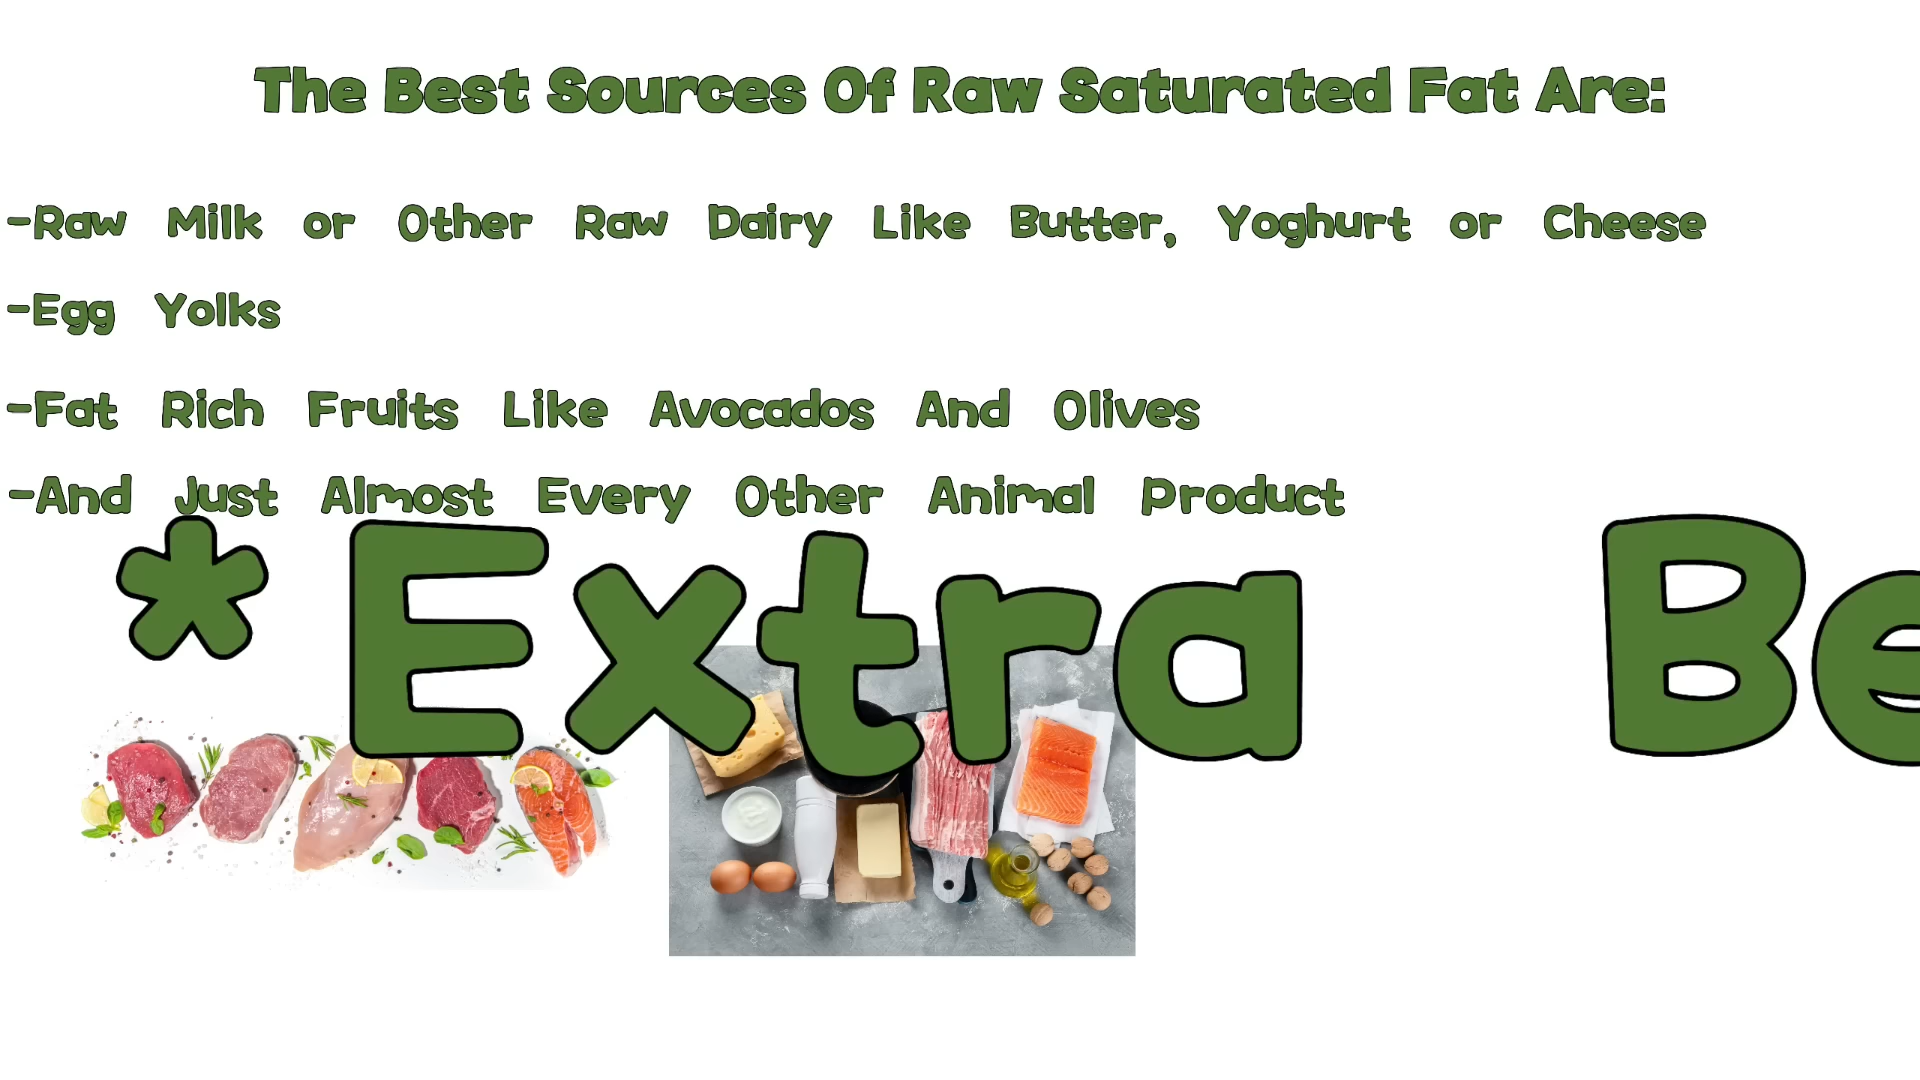 The Best Sources Of Raw Saturated Fat Are:
-Raw Milk or Other Raw Dairy Like Butter, Yoghurt or Cheese
-Egg Yolks
-Fat Rich Fruits Like Avocados And Olives
-And Just Almost Every Other Animal Product
*Extra Be